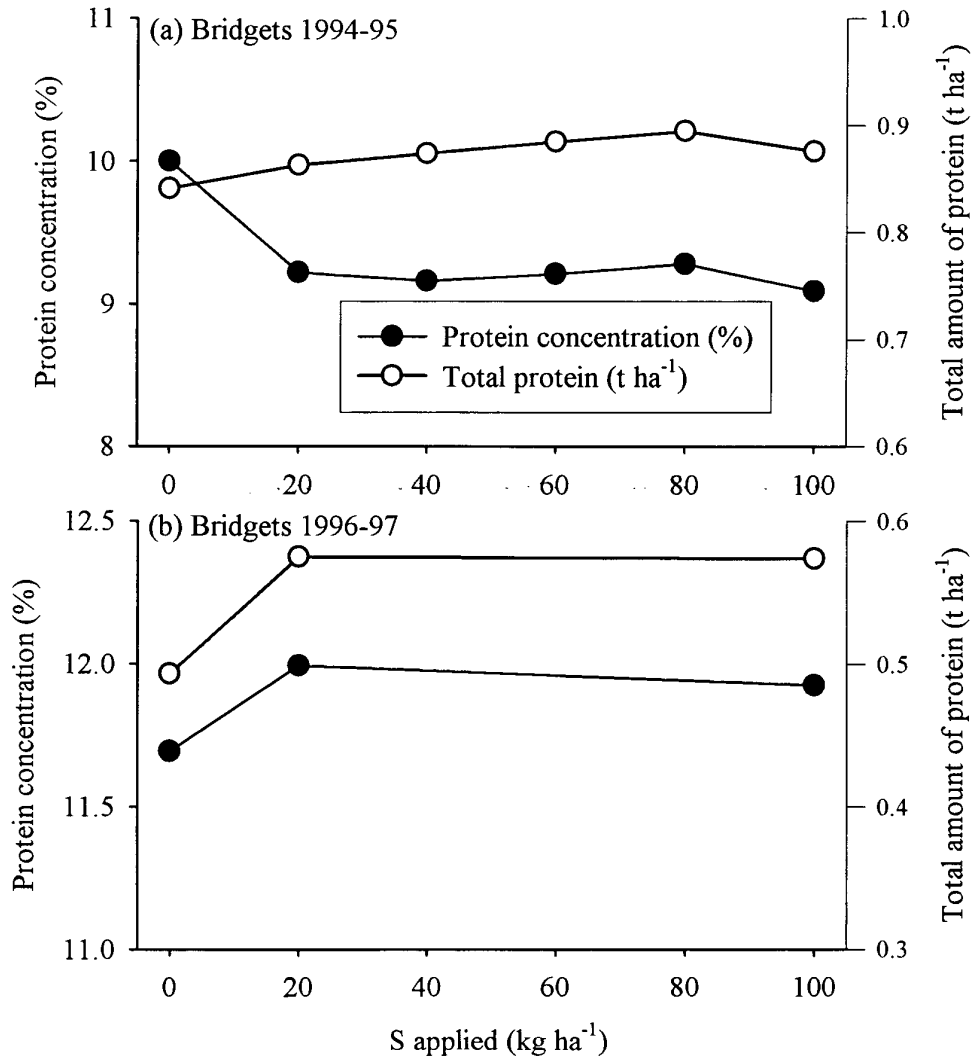 (a) Bridgets 1994-95
Protein concentration (%)
11
10
9
8
Total amount of protein (t ha⁻¹)
1.0
0.9
0.8
0.7
0.6
Protein concentration (%)
Total protein (t ha⁻¹)
0 20 40 60 80 100
(b) Bridgets 1996-97
Protein concentration (%)
12.5
12.0
11.5
11.0
Total amount of protein (t ha⁻¹)
0.6
0.5
0.4
0.3
0 20 40 60 80 100
S applied (kg ha⁻¹)